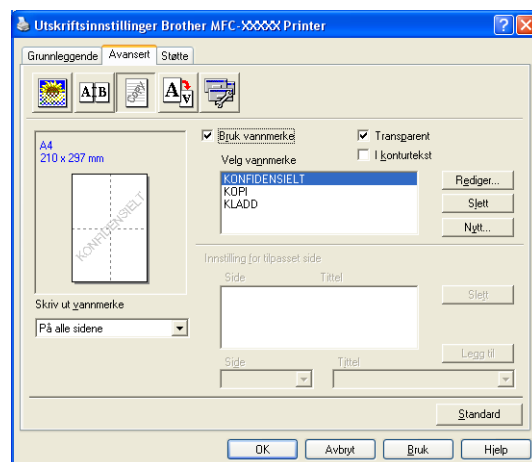 Utskriftsinnstillinger Brother MFC-XXXXX Printer
Grunnleggende Avansert Støtte
A4
210 x 297 mm
KONFIDENSIELT
Skriv ut vannmerke
På alle sidene
Bruk vannmerke
Transparent
I konturtekst
Velg vannmerke
KONFIDENSIELT
KOPI
KLADD
Rediger...
Slett
Nytt...
Innstilling for tilpasset side
Side Tittel
Slett
Legg til
Side Tittel
Standard
OK Avbryt Bruk Hjelp